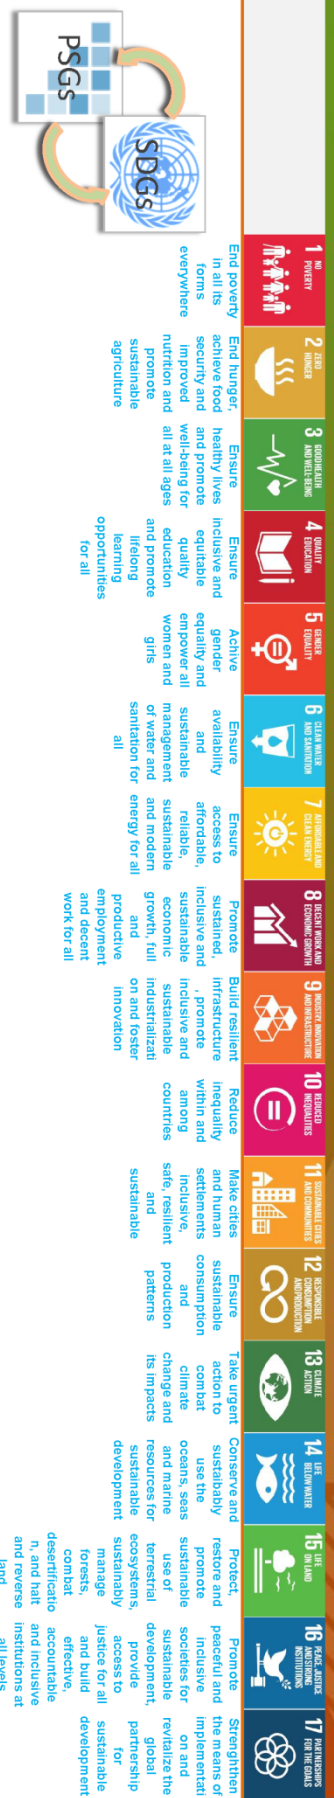 PSGs
SDGs
1 NO
POVERTY
2 ZERO
HUNGER
3 GOOD HEALTH
AND WELL-BEING
4 QUALITY
EDUCATION
5 GENDER
EQUALITY
6 CLEAN WATER
AND SANITATION
7 AFFORDABLE AND
CLEAN ENERGY
8 DECENT WORK AND
ECONOMIC GROWTH
9 INDUSTRY, INNOVATION
AND INFRASTRUCTURE
10 REDUCED
INEQUALITIES
11 SUSTAINABLE CITIES
AND COMMUNITIES
12 RESPONSIBLE
CONSUMPTION
AND PRODUCTION
13 CLIMATE
ACTION
14 LIFE
BELOW WATER
15 LIFE
ON LAND
16 PEACE, JUSTICE
AND STRONG
INSTITUTIONS
17 PARTNERSHIPS
FOR THE GOALS
End poverty
in all its
forms
everywhere
End hunger,
achieve food
security and
improved
nutrition and
promote
sustainable
agriculture
Ensure
healthy lives
and promote
well-being for
all at all ages
Ensure
inclusive and
equitable
quality
education
and promote
lifelong
learning
opportunities
for all
Achive
gender
equality and
empower all
women and
girls
Ensure
availability
and
sustainable
management
of water and
sanitation for
all
Ensure
access to
affordable,
reliable,
sustainable
and modern
energy for all
Promote
sustained,
inclusive and
sustainable
economic
growth, full
and
productive
employment
and decent
work for all
Build resilient
infrastructure
, promote
inclusive and
sustainable
industrializati
on and foster
innovation
Reduce
inequality
within and
among
countries
Make cities
and human
settlements
inclusive,
safe, resilient
and
sustainable
Ensure
sustainable
consumption
and
production
patterns
Take urgent
action to
combat
climate
change and
its impacts
Conserve and
sustaibably
use the
oceans, seas
and marine
resources for
sustainable
development
Protect,
restore and
promote
sustainable
use of
terrestrial
ecosystems,
sustainably
manage
forests,
combat
desertificatio
n, and halt
and reverse
land
Promote
peaceful and
inclusive
societies for
sustainable
development,
provide
access to
justice for all
and build
effective,
accountable
and inclusive
institutions at
all levels
Strenghthen
the means of
implementati
on and
revitalize the
global
partnership
for
sustainable
development